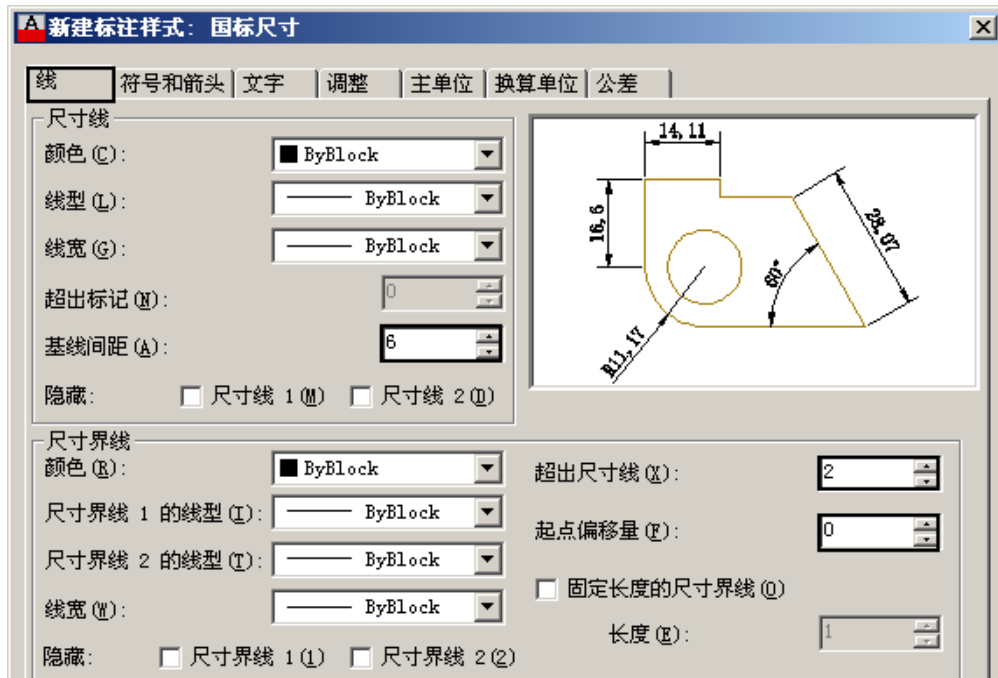 新建标注样式: 国标尺寸
线 符号和箭头 文字 调整 主单位 换算单位 公差
尺寸线
颜色(C): ByBlock
线型(L): ByBlock
线宽(G): ByBlock
超出标记(N): 0
基线间距(A): 6
隐藏: 尺寸线 1(M) 尺寸线 2(D)
14,11
16,6
28,07
60°
R11,17
尺寸界线
颜色(R): ByBlock
尺寸界线 1 的线型(I): ByBlock
尺寸界线 2 的线型(T): ByBlock
线宽(W): ByBlock
隐藏: 尺寸界线 1(1) 尺寸界线 2(2)
超出尺寸线(X): 2
起点偏移量(F): 0
固定长度的尺寸界线(O)
长度(E): 1